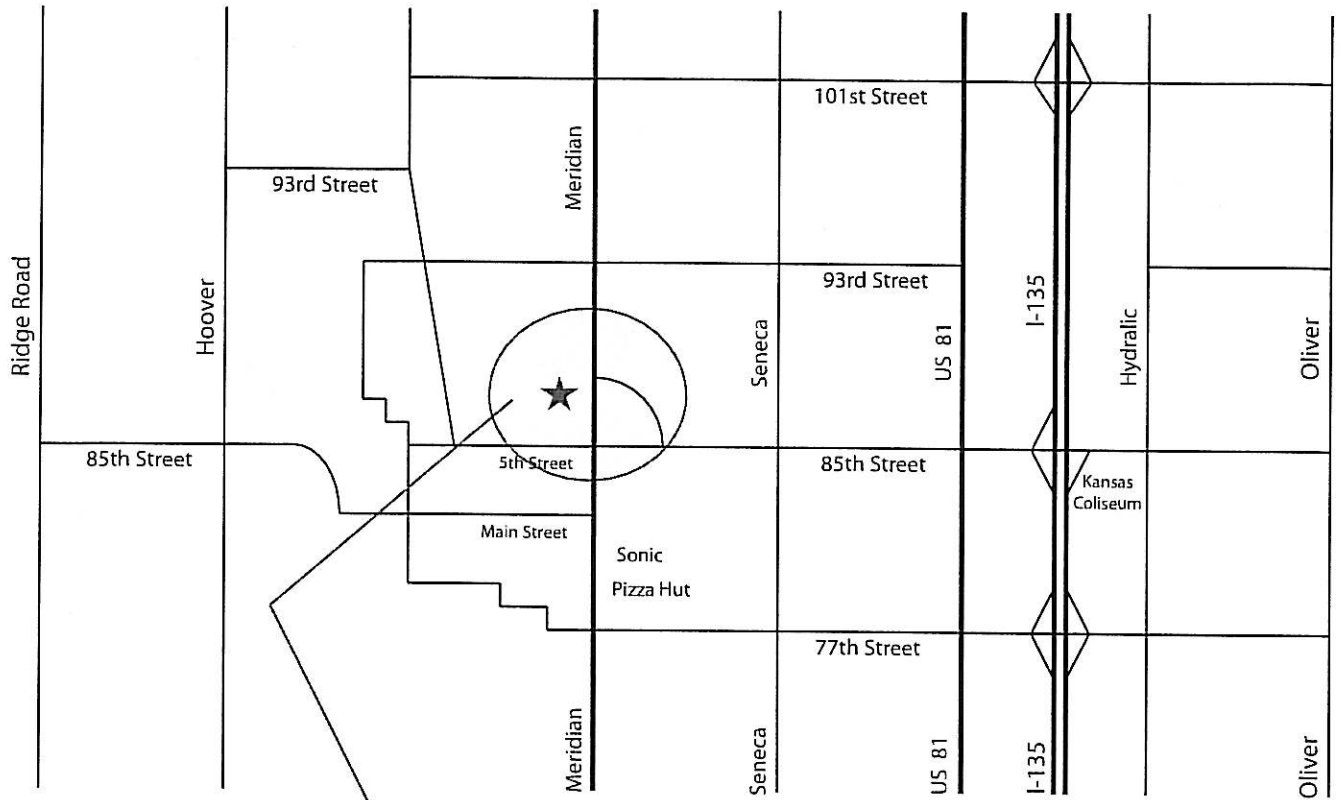 101st Street
93rd Street
Meridian
93rd Street
Ridge Road
Hoover
Seneca
US 81
I-135
Hydralic
Oliver
85th Street
5th Street
85th Street
Kansas
Coliseum
Main Street
Sonic
Pizza Hut
77th Street
Meridian
Seneca
US 81
I-135
Oliver